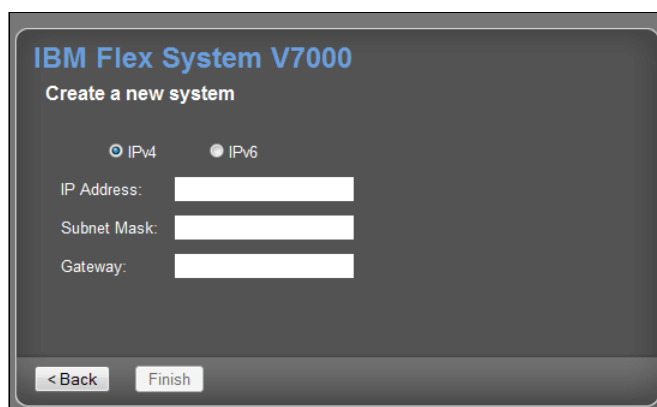 IBM Flex System V7000
Create a new system
IPv4 IPv6
IP Address:
Subnet Mask:
Gateway:
< Back Finish